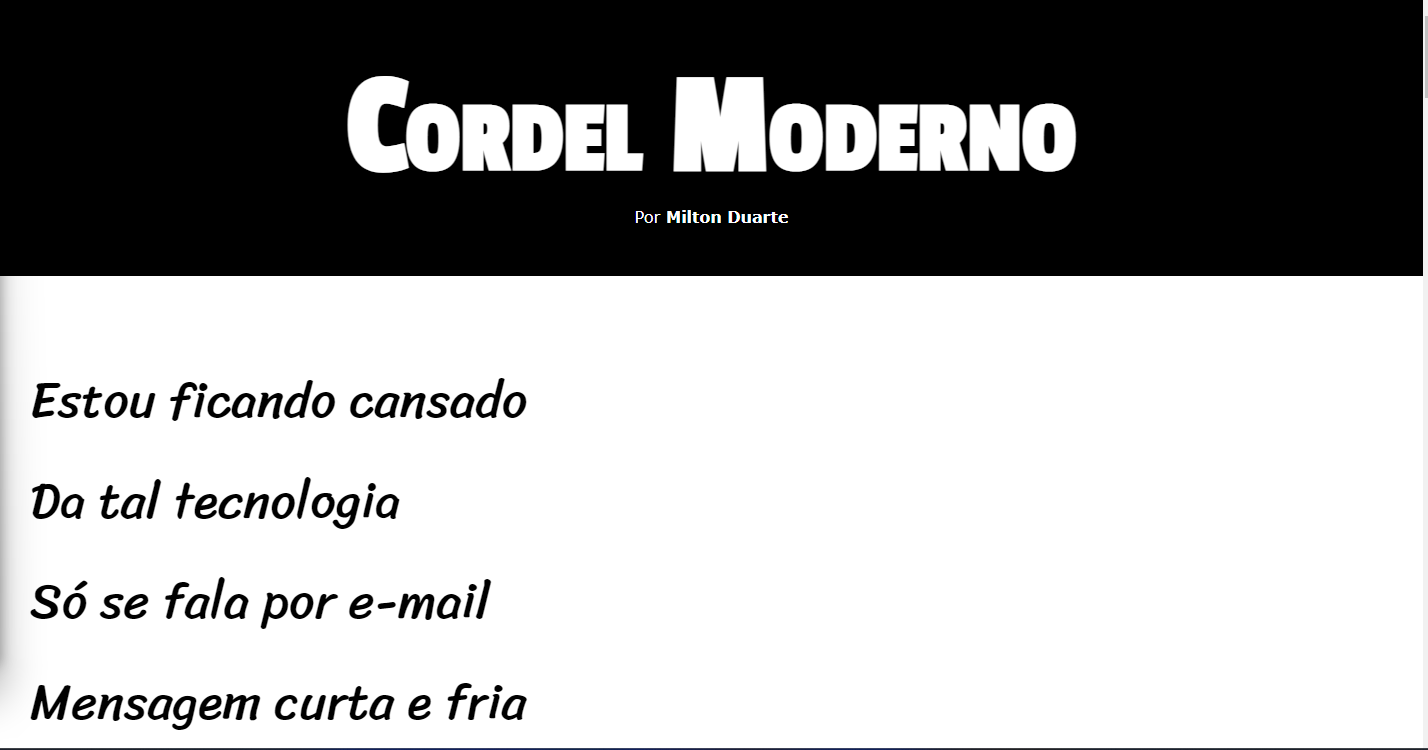 Cordel Moderno
Por Milton Duarte
Estou ficando cansado
Da tal tecnologia
Só se fala por e-mail
Mensagem curta e fria